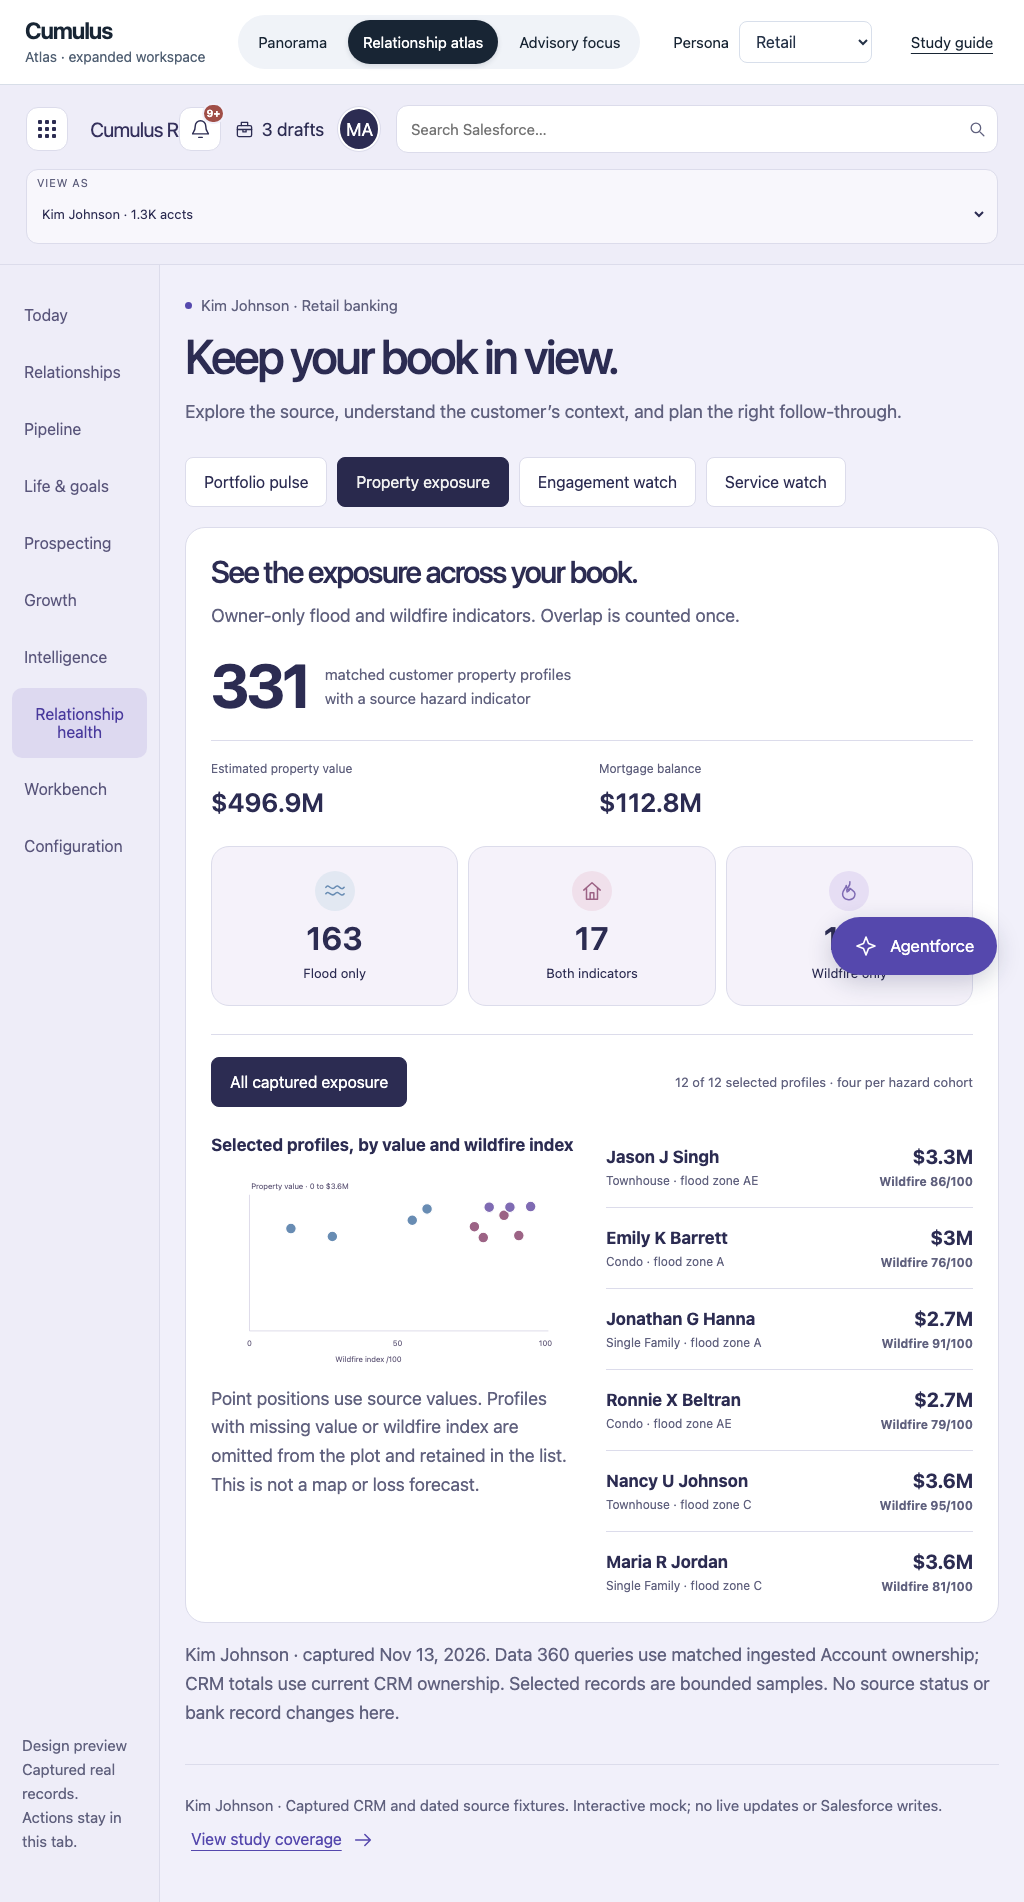 Cumulus
Atlas · expanded workspace
Panorama
Relationship atlas
Advisory focus
Persona
Retail
Study guide
Cumulus R
9+
3 drafts
MA
Search Salesforce...
VIEW AS
Kim Johnson · 1.3K accts
Today
Relationships
Pipeline
Life & goals
Prospecting
Growth
Intelligence
Relationship
health
Workbench
Configuration
Design preview
Captured real
records.
Actions stay in
this tab.
Kim Johnson · Retail banking
Keep your book in view.
Explore the source, understand the customer’s context, and plan the right follow-through.
Portfolio pulse
Property exposure
Engagement watch
Service watch
See the exposure across your book.
Owner-only flood and wildfire indicators. Overlap is counted once.
331
matched customer property profiles
with a source hazard indicator
Estimated property value
$496.9M
Mortgage balance
$112.8M
163
Flood only
17
Both indicators
Wildfire only
Agentforce
All captured exposure
12 of 12 selected profiles · four per hazard cohort
Selected profiles, by value and wildfire index
Property value · 0 to $3.6M
0
50
100
Wildfire index /100
Point positions use source values. Profiles
with missing value or wildfire index are
omitted from the plot and retained in the list.
This is not a map or loss forecast.
Jason J Singh
$3.3M
Townhouse · flood zone AE
Wildfire 86/100
Emily K Barrett
$3M
Condo · flood zone A
Wildfire 76/100
Jonathan G Hanna
$2.7M
Single Family · flood zone A
Wildfire 91/100
Ronnie X Beltran
$2.7M
Condo · flood zone AE
Wildfire 79/100
Nancy U Johnson
$3.6M
Townhouse · flood zone C
Wildfire 95/100
Maria R Jordan
$3.6M
Single Family · flood zone C
Wildfire 81/100
Kim Johnson · captured Nov 13, 2026. Data 360 queries use matched ingested Account ownership;
CRM totals use current CRM ownership. Selected records are bounded samples. No source status or
bank record changes here.
Kim Johnson · Captured CRM and dated source fixtures. Interactive mock; no live updates or Salesforce writes.
View study coverage